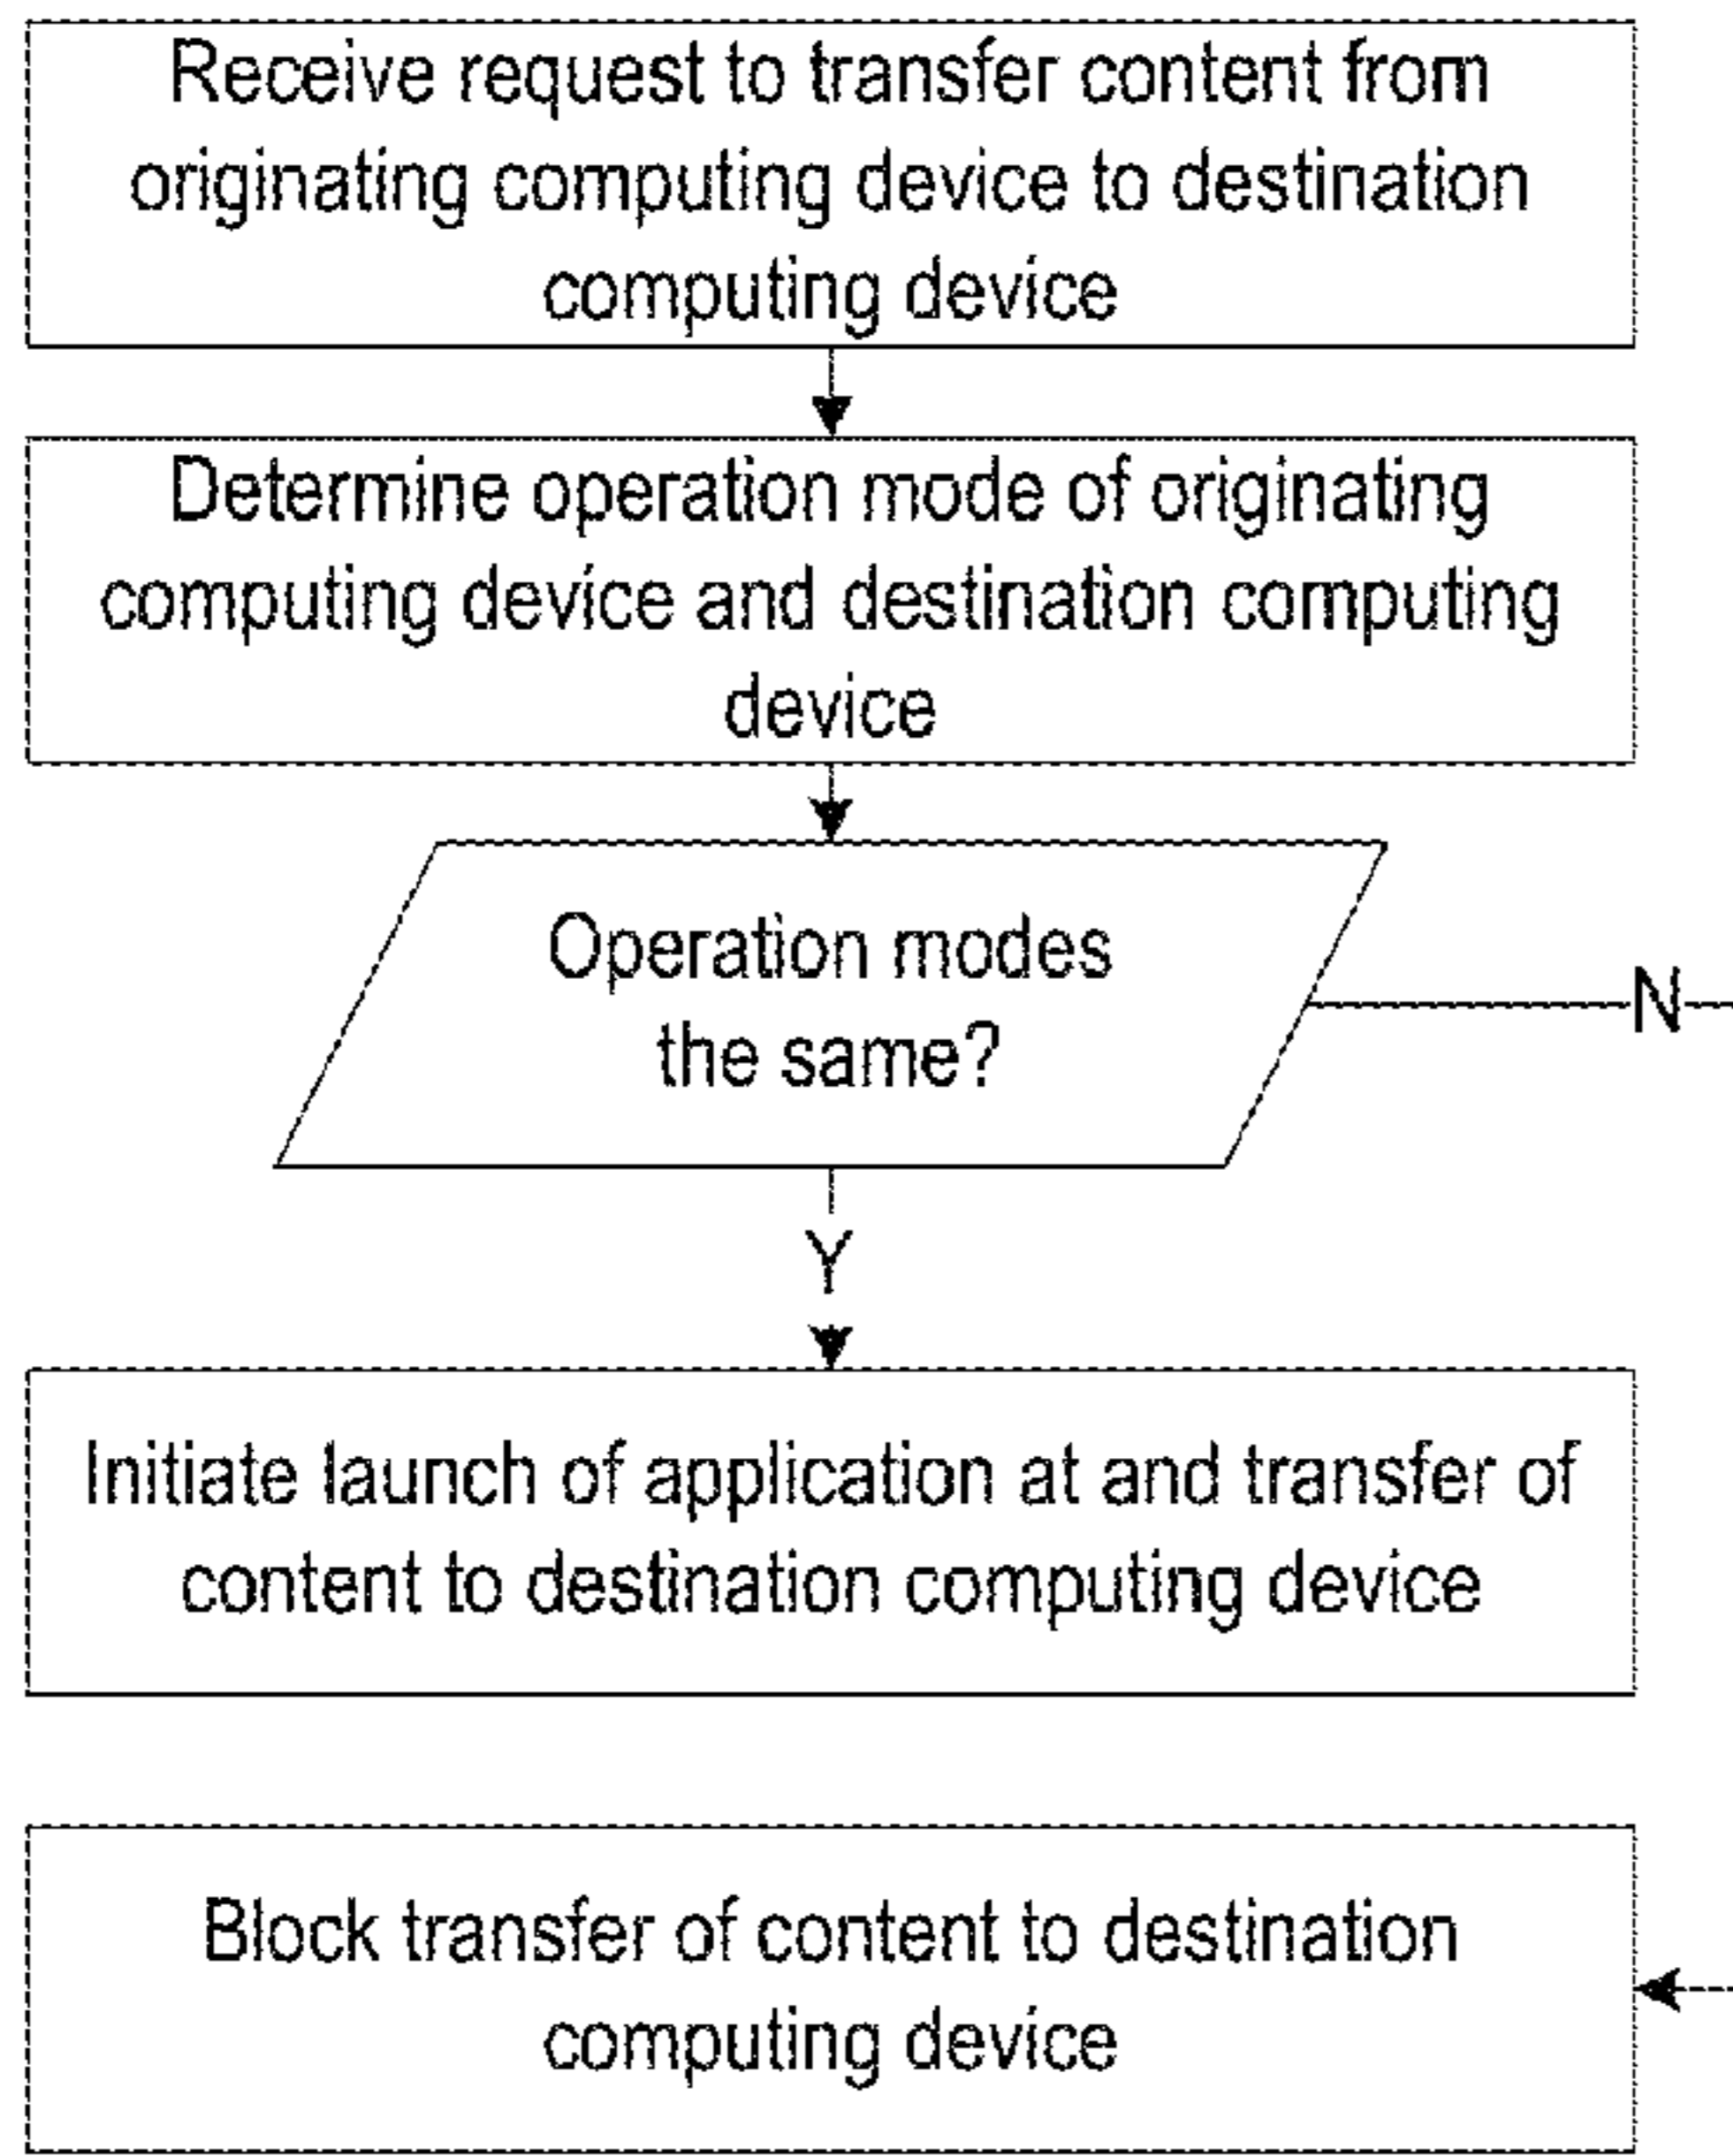 Receive request to transfer content from
originating computing device to destination
computing device
Determine operation mode of originating
computing device and destination computing
device
Operation modes
the same?
N
Y
Initiate launch of application at and transfer of
content to destination computing device
Block transfer of content to destination
computing device